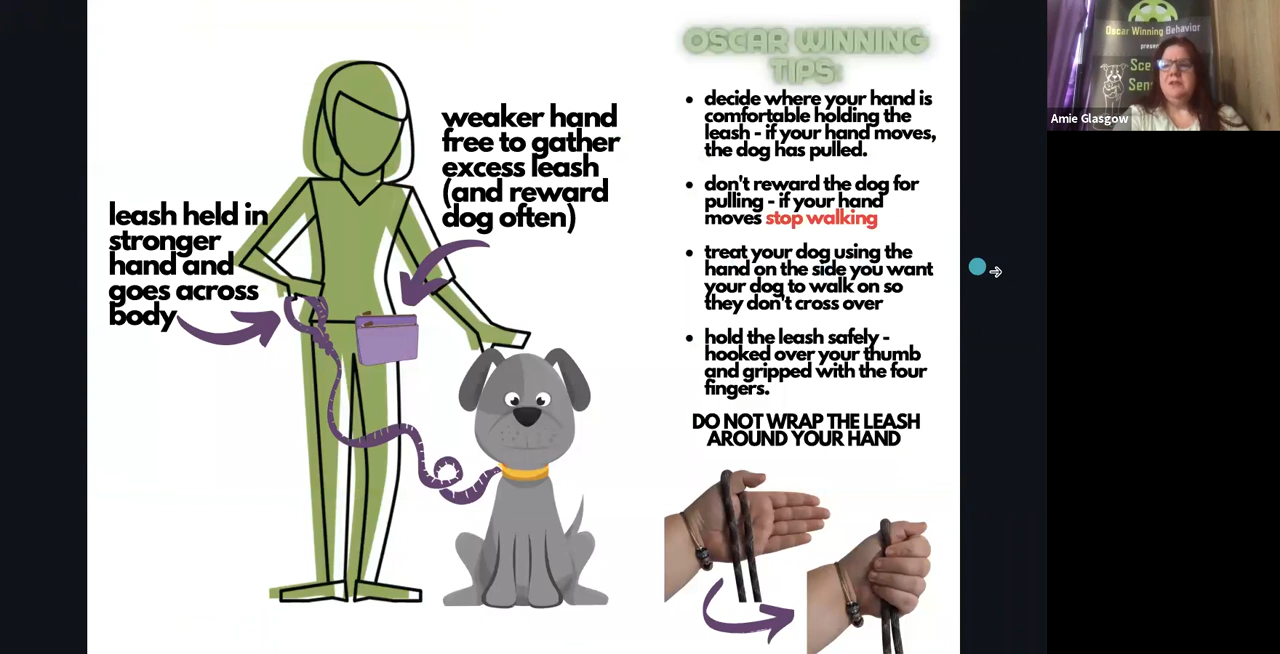 leash held in
stronger
hand and
goes across
body
weaker hand
free to gather
excess leash
(and reward
dog often)
OSCAR WINNING
TIPS:
• decide where your hand is
comfortable holding the
leash - if your hand moves,
the dog has pulled.
• don't reward the dog for
pulling - if your hand
moves stop walking
• treat your dog using the
hand on the side you want
your dog to walk on so
they don't cross over
• hold the leash safely -
hooked over your thumb
and gripped with the four
fingers.
DO NOT WRAP THE LEASH
AROUND YOUR HAND
Oscar Winning Behavior
Amie Glasgow